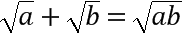 √a + √b = √ab